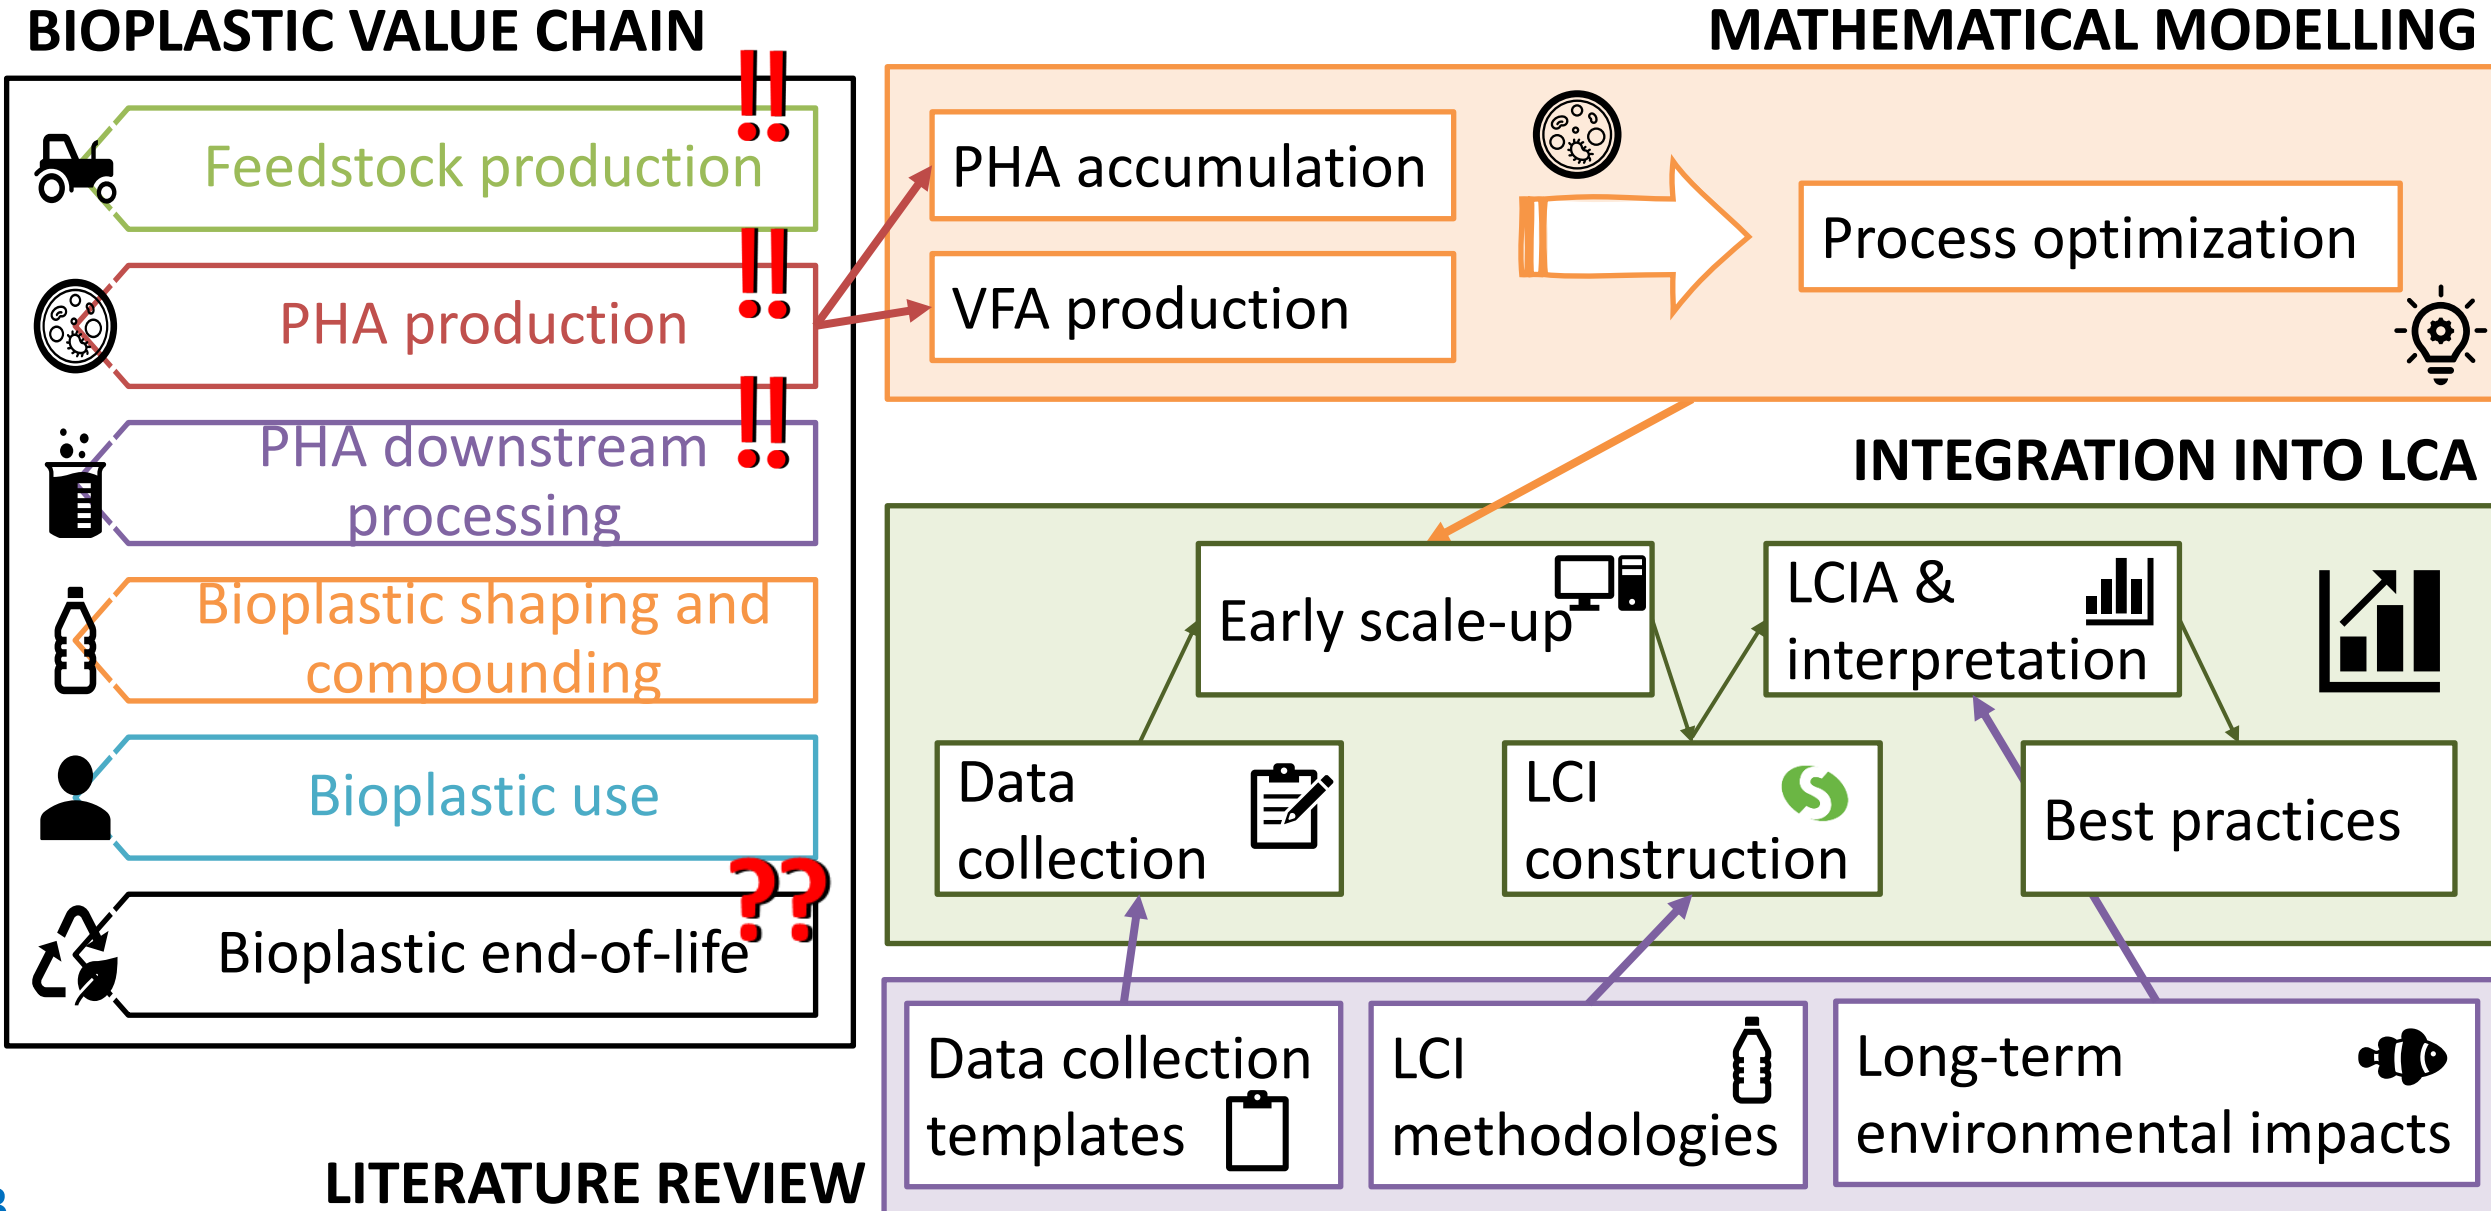 BIOPLASTIC VALUE CHAIN
!!
Feedstock production
!!
PHA production
!!
PHA downstream
processing
Bioplastic shaping and
compounding
Bioplastic use
??
Bioplastic end-of-life
MATHEMATICAL MODELLING
PHA accumulation
VFA production
Process optimization
INTEGRATION INTO LCA
Early scale-up
LCIA &
interpretation
Data
collection
LCI
construction
Best practices
Data collection
templates
LCI
methodologies
Long-term
environmental impacts
LITERATURE REVIEW